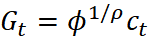 G_t = ϕ^{1/ρ} c_t